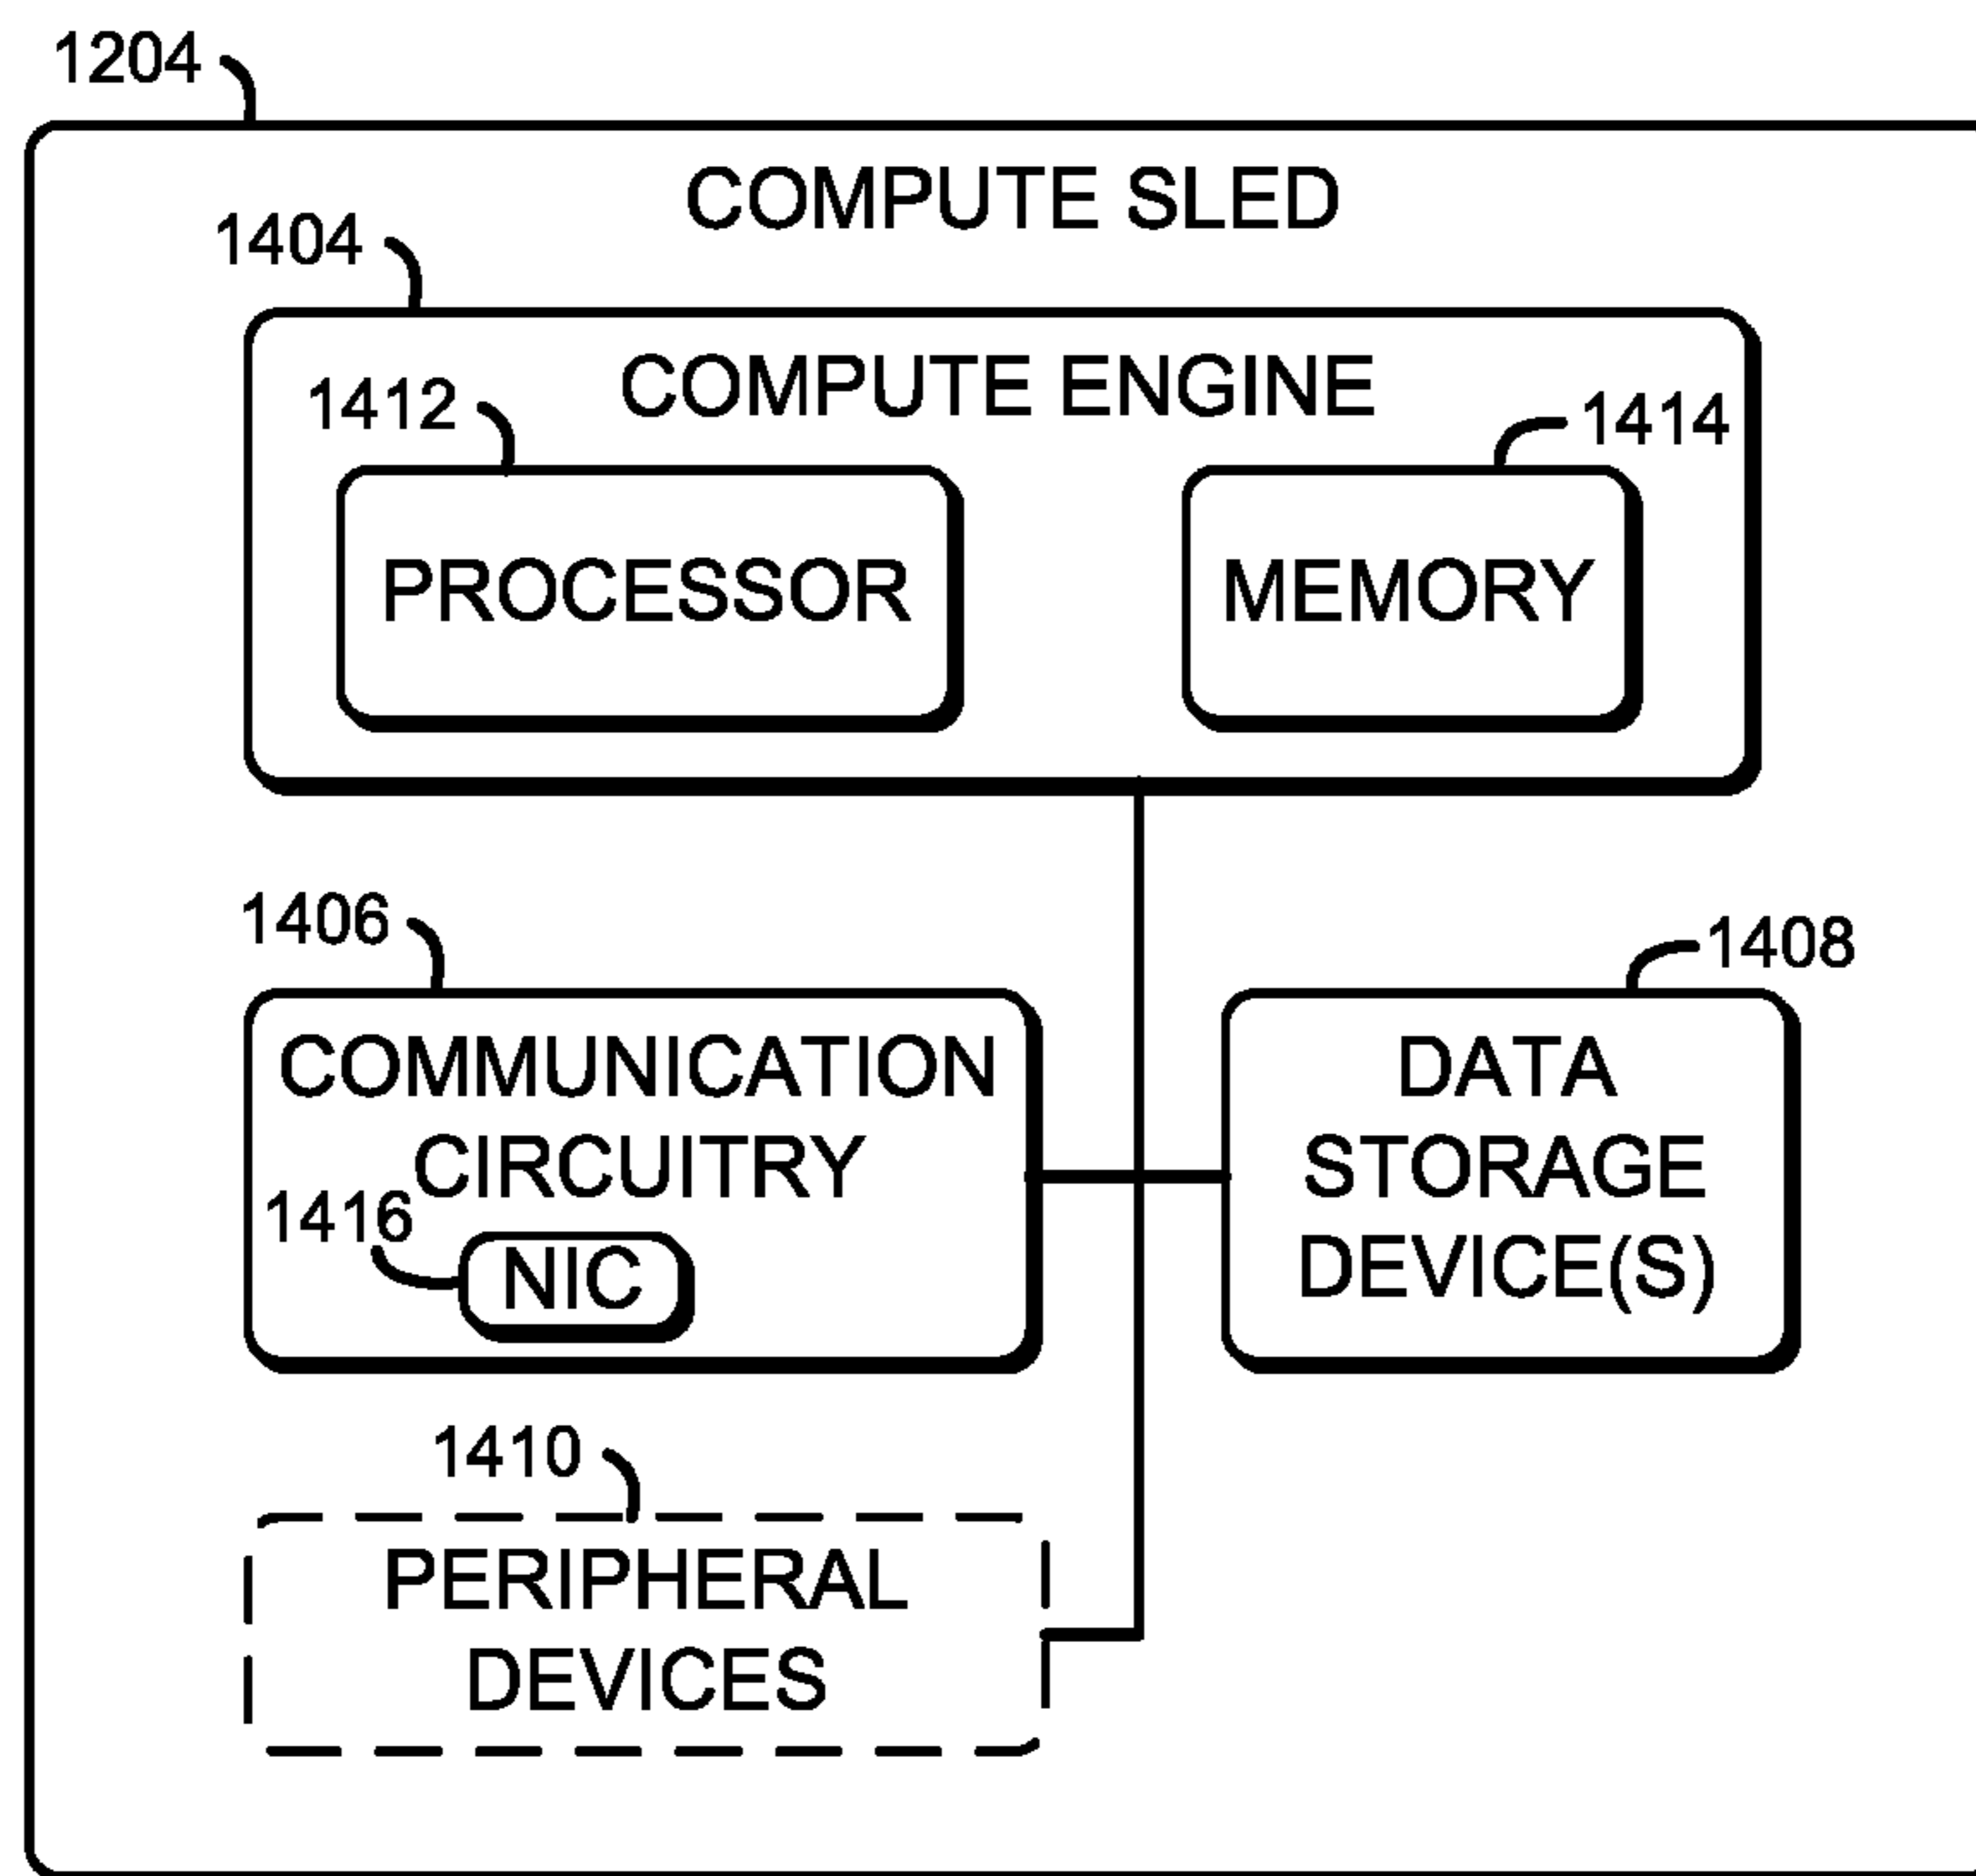 1204
COMPUTE SLED
1404
COMPUTE ENGINE
1412
1414
PROCESSOR
MEMORY
1406
1408
COMMUNICATION
CIRCUITRY
1416
NIC
DATA
STORAGE
DEVICE(S)
1410
PERIPHERAL
DEVICES